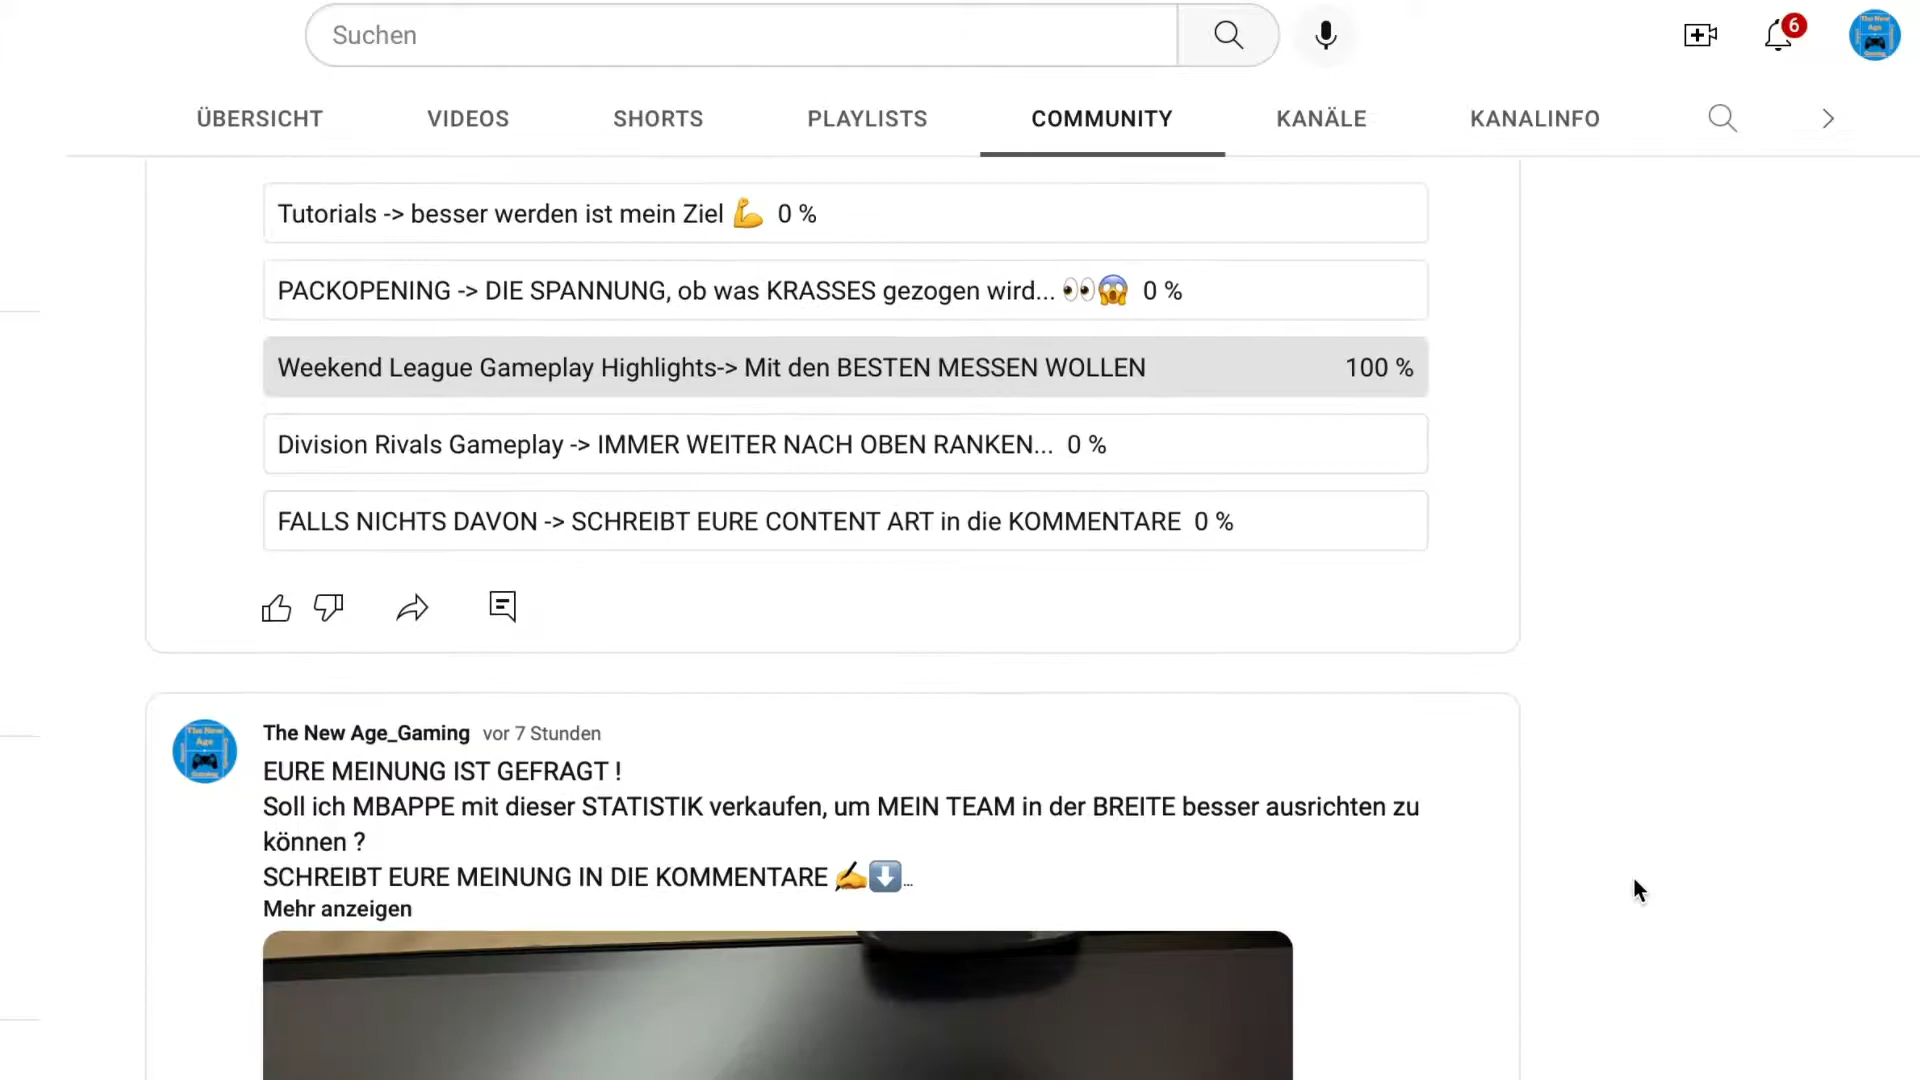 Suchen
6
ÜBERSICHT VIDEOS SHORTS PLAYLISTS COMMUNITY KANÄLE KANALINFO
Tutorials -> besser werden ist mein Ziel 💪 0 %
PACKOPENING -> DIE SPANNUNG, ob was KRASSES gezogen wird... 👀😱 0 %
Weekend League Gameplay Highlights-> Mit den BESTEN MESSEN WOLLEN 100 %
Division Rivals Gameplay -> IMMER WEITER NACH OBEN RANKEN... 0 %
FALLS NICHTS DAVON -> SCHREIBT EURE CONTENT ART in die KOMMENTARE 0 %
The New Age_Gaming vor 7 Stunden
EURE MEINUNG IST GEFRAGT !
Soll ich MBAPPE mit dieser STATISTIK verkaufen, um MEIN TEAM in der BREITE besser ausrichten zu
können ?
SCHREIBT EURE MEINUNG IN DIE KOMMENTARE ✍️⬇️...
Mehr anzeigen